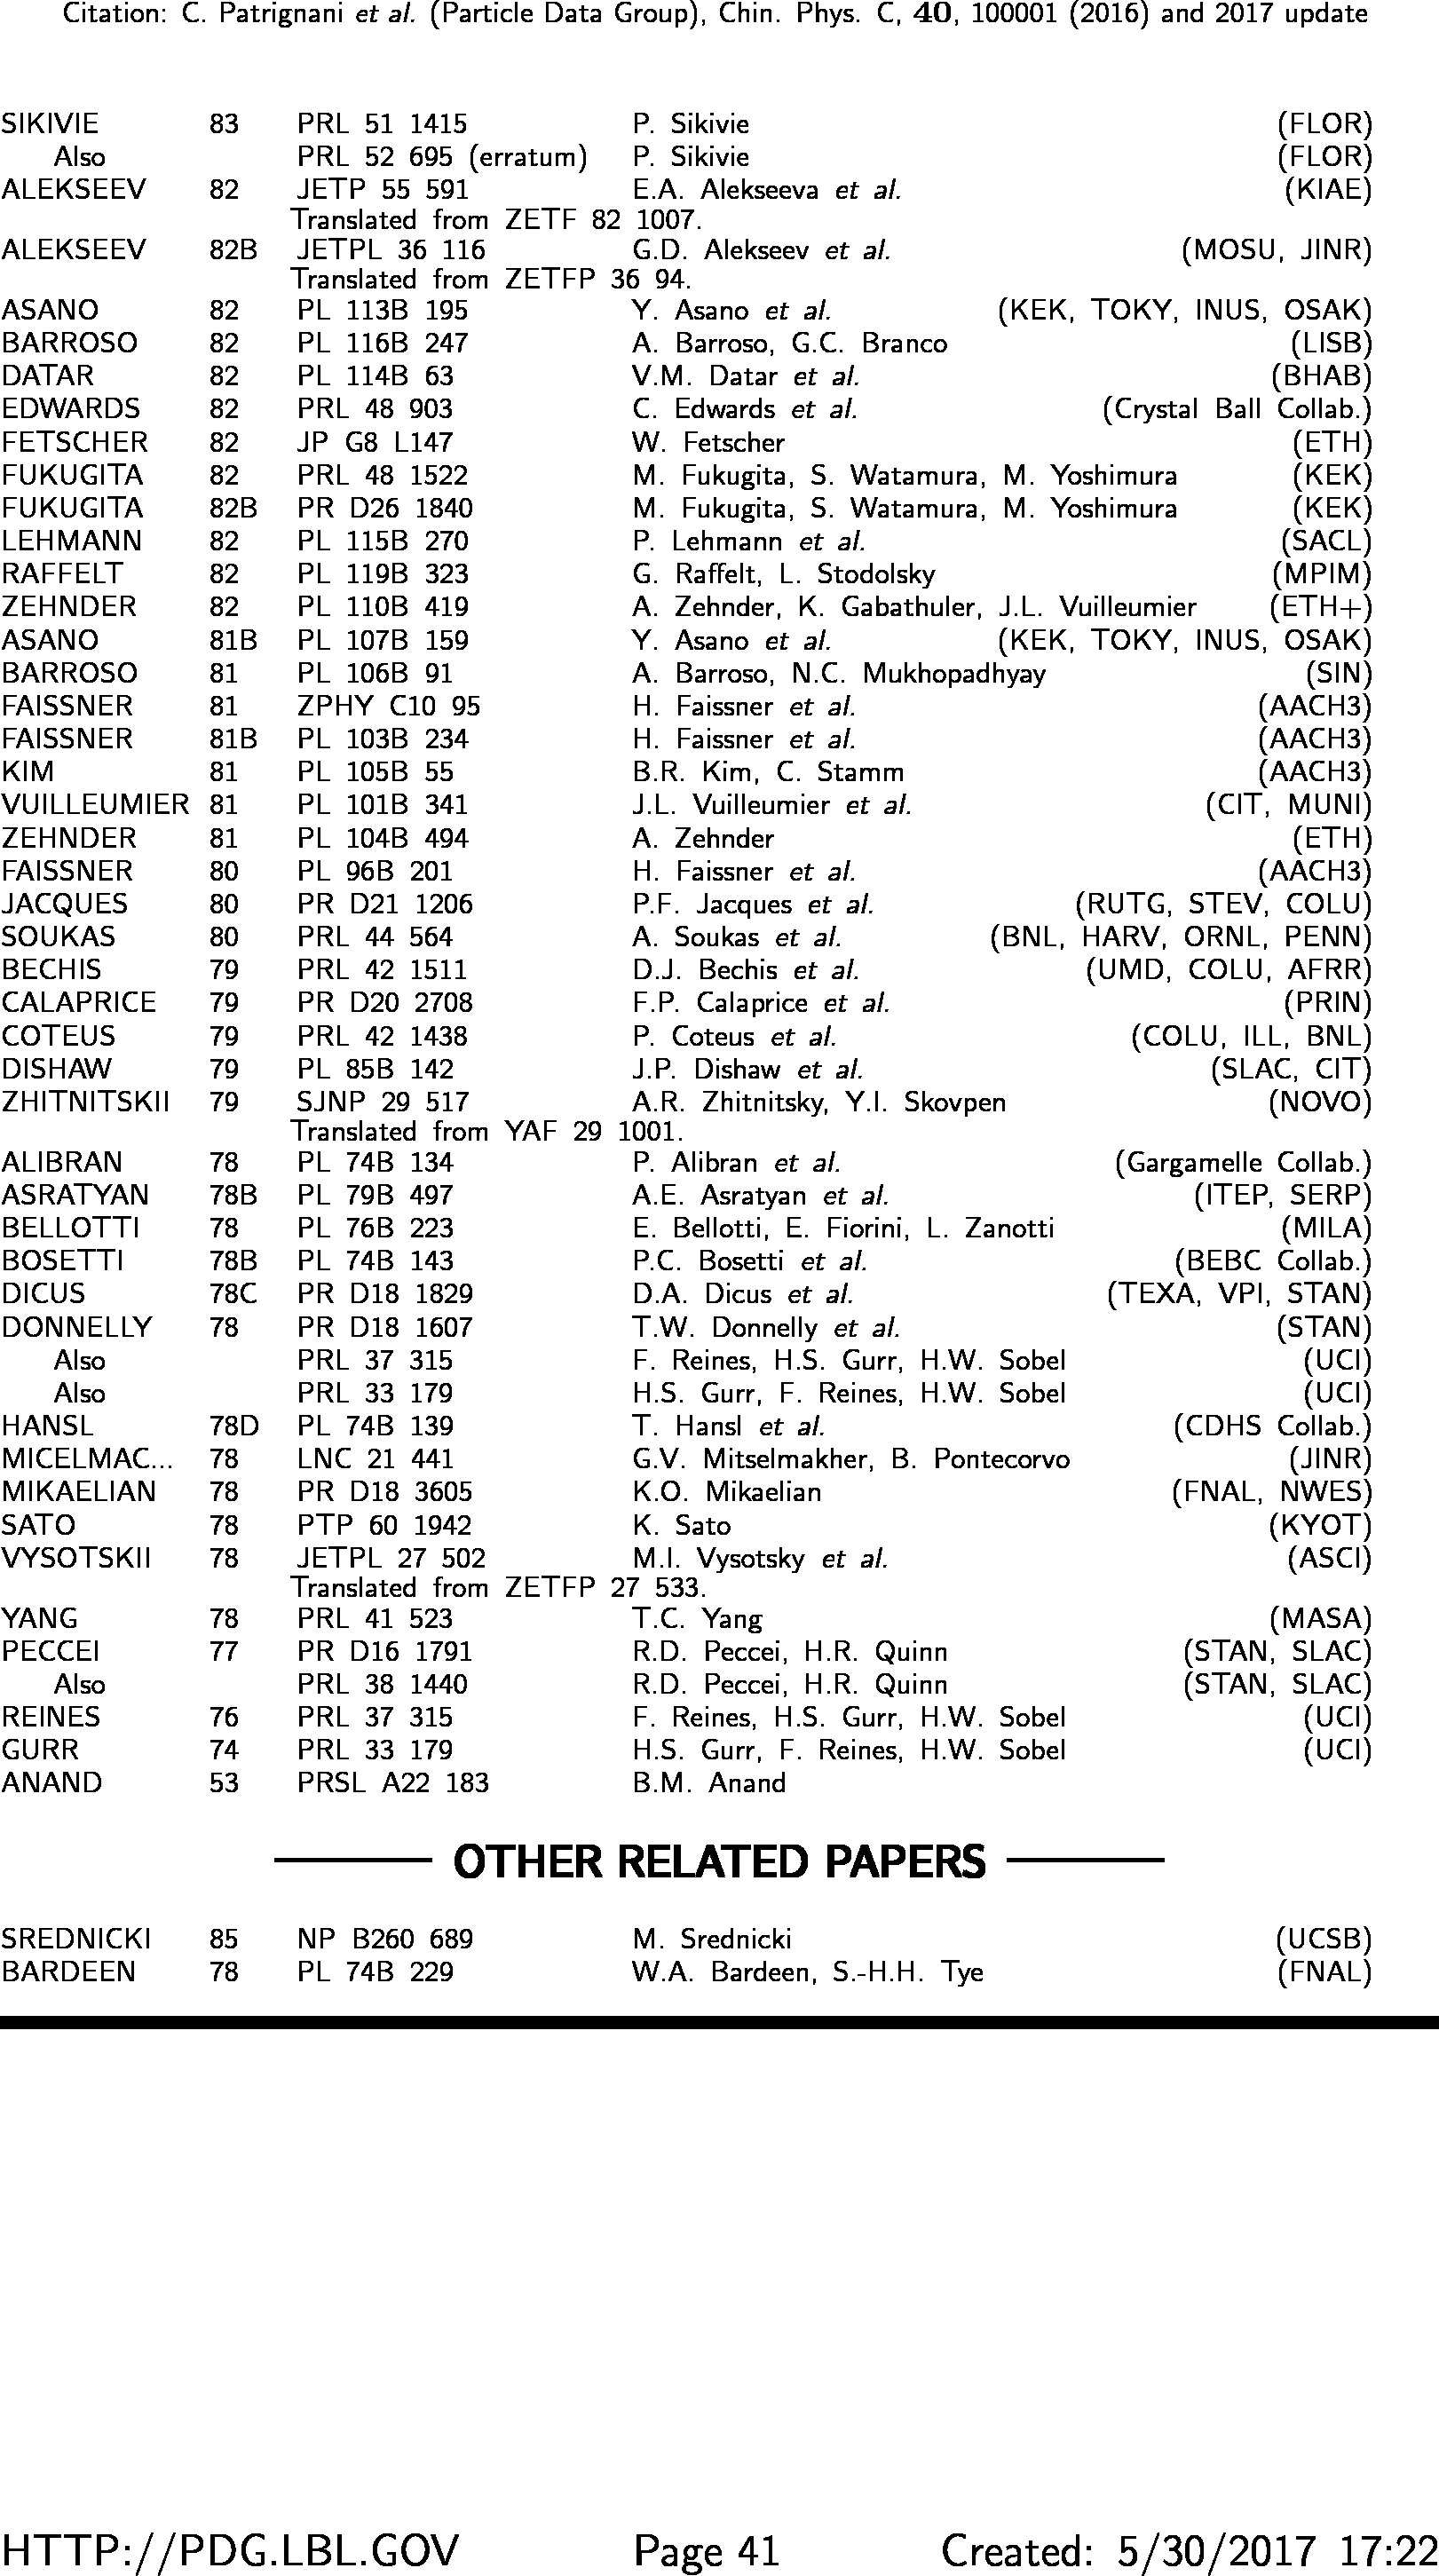 Citation: C. Patrignani et al. (Particle Data Group), Chin. Phys. C, 40, 100001 (2016) and 2017 update
SIKIVIE 83 PRL 51 1415 P. Sikivie (FLOR)
Also PRL 52 695 (erratum) P. Sikivie (FLOR)
ALEKSEEV 82 JETP 55 591 E.A. Alekseeva et al. (KIAE)
Translated from ZETF 82 1007.
ALEKSEEV 82B JETPL 36 116 G.D. Alekseev et al. (MOSU, JINR)
Translated from ZETFP 36 94.
ASANO 82 PL 113B 195 Y. Asano et al. (KEK, TOKY, INUS, OSAK)
BARROSO 82 PL 116B 247 A. Barroso, G.C. Branco (LISB)
DATAR 82 PL 114B 63 V.M. Datar et al. (BHAB)
EDWARDS 82 PRL 48 903 C. Edwards et al. (Crystal Ball Collab.)
FETSCHER 82 JP G8 L147 W. Fetscher (ETH)
FUKUGITA 82 PRL 48 1522 M. Fukugita, S. Watamura, M. Yoshimura (KEK)
FUKUGITA 82B PR D26 1840 M. Fukugita, S. Watamura, M. Yoshimura (KEK)
LEHMANN 82 PL 115B 270 P. Lehmann et al. (SACL)
RAFFELT 82 PL 119B 323 G. Raffelt, L. Stodolsky (MPIM)
ZEHNDER 82 PL 110B 419 A. Zehnder, K. Gabathuler, J.L. Vuilleumier (ETH+)
ASANO 81B PL 107B 159 Y. Asano et al. (KEK, TOKY, INUS, OSAK)
BARROSO 81 PL 106B 91 A. Barroso, N.C. Mukhopadhyay (SIN)
FAISSNER 81 ZPHY C10 95 H. Faissner et al. (AACH3)
FAISSNER 81B PL 103B 234 H. Faissner et al. (AACH3)
KIM 81 PL 105B 55 B.R. Kim, C. Stamm (AACH3)
VUILLEUMIER 81 PL 101B 341 J.L. Vuilleumier et al. (CIT, MUNI)
ZEHNDER 81 PL 104B 494 A. Zehnder (ETH)
FAISSNER 80 PL 96B 201 H. Faissner et al. (AACH3)
JACQUES 80 PR D21 1206 P.F. Jacques et al. (RUTG, STEV, COLU)
SOUKAS 80 PRL 44 564 A. Soukas et al. (BNL, HARV, ORNL, PENN)
BECHIS 79 PRL 42 1511 D.J. Bechis et al. (UMD, COLU, AFRR)
CALAPRICE 79 PR D20 2708 F.P. Calaprice et al. (PRIN)
COTEUS 79 PRL 42 1438 P. Coteus et al. (COLU, ILL, BNL)
DISHAW 79 PL 85B 142 J.P. Dishaw et al. (SLAC, CIT)
ZHITNITSKII 79 SJNP 29 517 A.R. Zhitnitsky, Y.I. Skovpen (NOVO)
Translated from YAF 29 1001.
ALIBRAN 78 PL 74B 134 P. Alibran et al. (Gargamelle Collab.)
ASRATYAN 78B PL 79B 497 A.E. Asratyan et al. (ITEP, SERP)
BELLOTTI 78 PL 76B 223 E. Bellotti, E. Fiorini, L. Zanotti (MILA)
BOSETTI 78B PL 74B 143 P.C. Bosetti et al. (BEBC Collab.)
DICUS 78C PR D18 1829 D.A. Dicus et al. (TEXA, VPI, STAN)
DONNELLY 78 PR D18 1607 T.W. Donnelly et al. (STAN)
Also PRL 37 315 F. Reines, H.S. Gurr, H.W. Sobel (UCI)
Also PRL 33 179 H.S. Gurr, F. Reines, H.W. Sobel (UCI)
HANSL 78D PL 74B 139 T. Hansl et al. (CDHS Collab.)
MICELMAC... 78 LNC 21 441 G.V. Mitselmakher, B. Pontecorvo (JINR)
MIKAELIAN 78 PR D18 3605 K.O. Mikaelian (FNAL, NWES)
SATO 78 PTP 60 1942 K. Sato (KYOT)
VYSOTSKII 78 JETPL 27 502 M.I. Vysotsky et al. (ASCI)
Translated from ZETFP 27 533.
YANG 78 PRL 41 523 T.C. Yang (MASA)
PECCEI 77 PR D16 1791 R.D. Peccei, H.R. Quinn (STAN, SLAC)
Also PRL 38 1440 R.D. Peccei, H.R. Quinn (STAN, SLAC)
REINES 76 PRL 37 315 F. Reines, H.S. Gurr, H.W. Sobel (UCI)
GURR 74 PRL 33 179 H.S. Gurr, F. Reines, H.W. Sobel (UCI)
ANAND 53 PRSL A22 183 B.M. Anand
OTHER RELATED PAPERS
SREDNICKI 85 NP B260 689 M. Srednicki (UCSB)
BARDEEN 78 PL 74B 229 W.A. Bardeen, S.-H.H. Tye (FNAL)
HTTP://PDG.LBL.GOV Page 41 Created: 5/30/2017 17:22